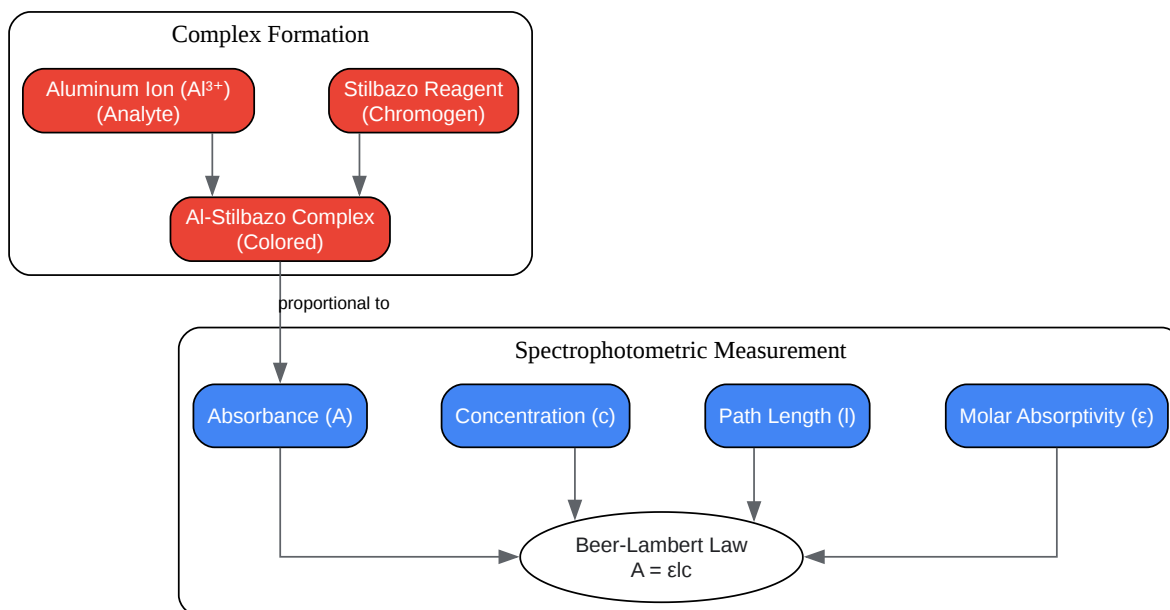 Complex Formation
Aluminum Ion (Al³⁺)
(Analyte)
Stilbazo Reagent
(Chromogen)
Al-Stilbazo Complex
(Colored)
proportional to
Spectrophotometric Measurement
Absorbance (A)
Concentration (c)
Path Length (l)
Molar Absorptivity (ε)
Beer-Lambert Law
A = εlc